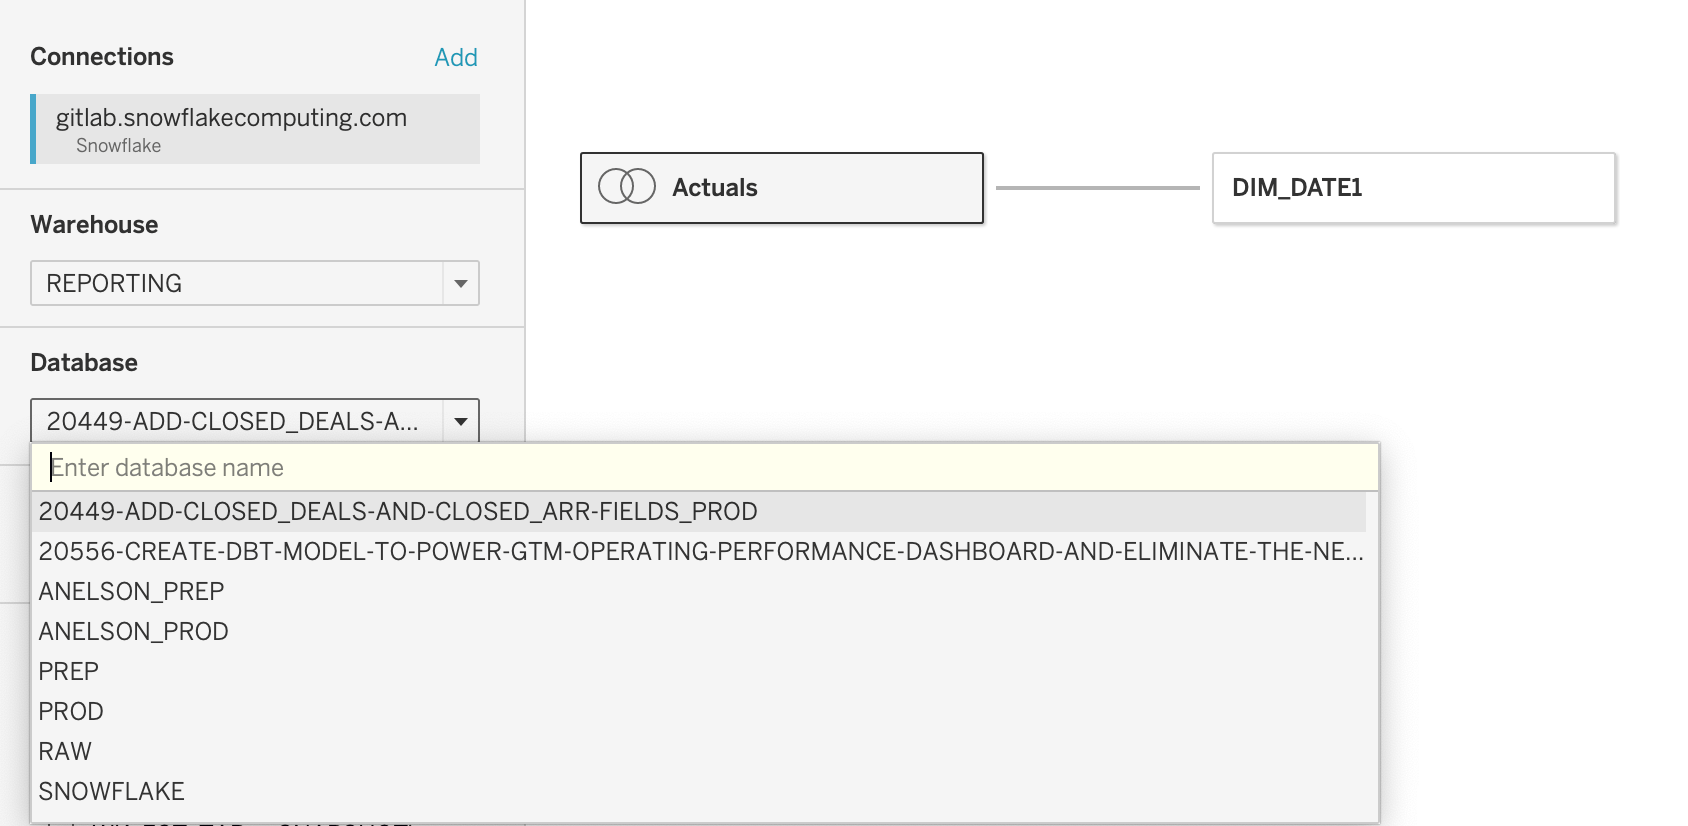 Connections
Add
gitlab.snowflakecomputing.com
Snowflake
Warehouse
REPORTING
Database
20449-ADD-CLOSED_DEALS-A...
Enter database name
20449-ADD-CLOSED_DEALS-AND-CLOSED_ARR-FIELDS_PROD
20556-CREATE-DBT-MODEL-TO-POWER-GTM-OPERATING-PERFORMANCE-DASHBOARD-AND-ELIMINATE-THE-NE...
ANELSON_PREP
ANELSON_PROD
PREP
PROD
RAW
SNOWFLAKE
Actuals
DIM_DATE1